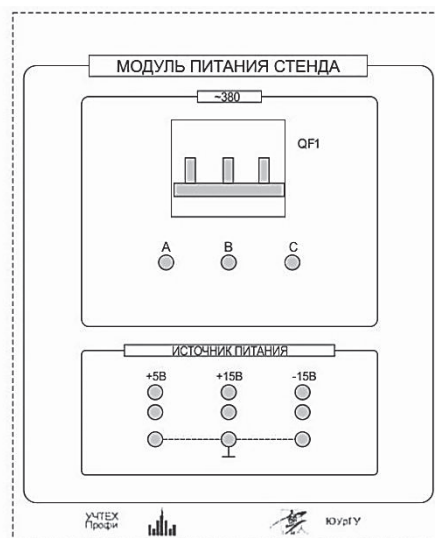 МОДУЛЬ ПИТАНИЯ СТЕНДА
~380
QF1
A B C
ИСТОЧНИК ПИТАНИЯ
+5В +15В -15В
УЧТЕХ
Профи
ЮУрГУ